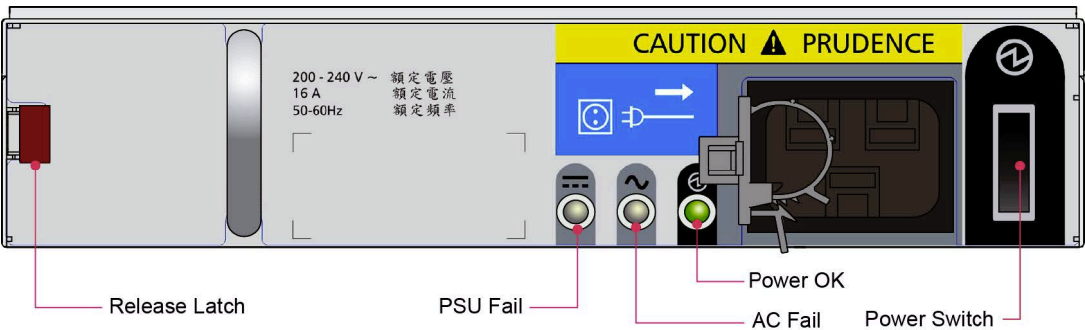 CAUTION PRUDENCE
200 - 240 V ~ 額定電壓
16 A 額定電流
50-60Hz 額定頻率
Release Latch
PSU Fail
Power OK
AC Fail
Power Switch